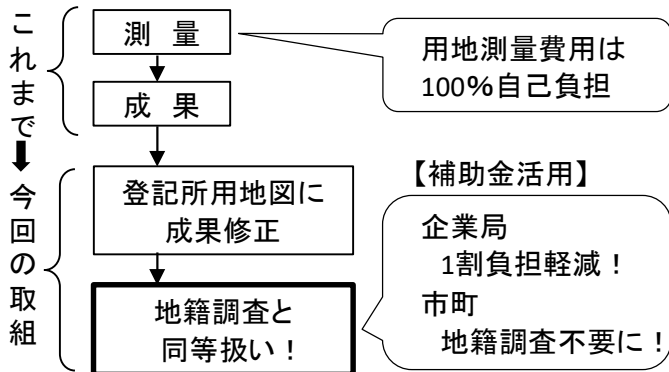 これまで
測 量
成 果
用地測量費用は
100%自己負担
今回の取組
登記所用地図に
成果修正
地籍調査と
同等扱い！
【補助金活用】
企業局
1割負担軽減！
市町
地籍調査不要に！